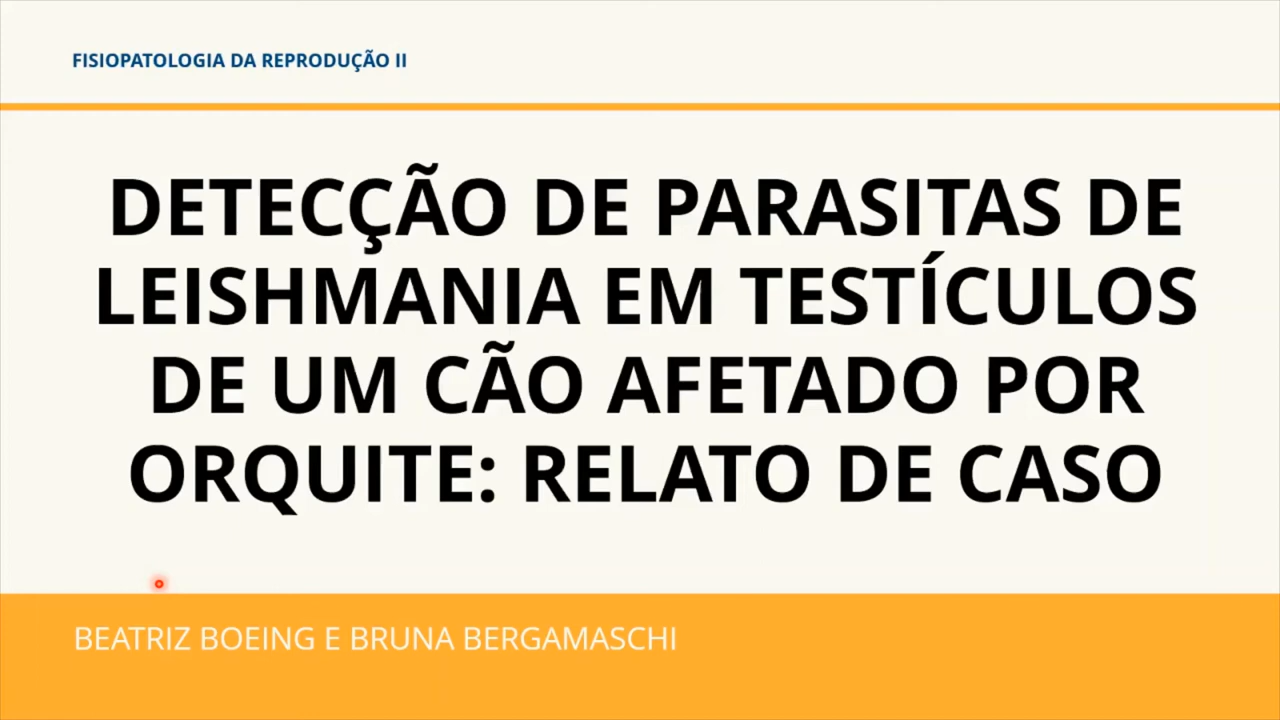 FISIOPATOLOGIA DA REPRODUÇÃO II
DETECÇÃO DE PARASITAS DE
LEISHMANIA EM TESTÍCULOS
DE UM CÃO AFETADO POR
ORQUITE: RELATO DE CASO
BEATRIZ BOEING E BRUNA BERGAMASCHI